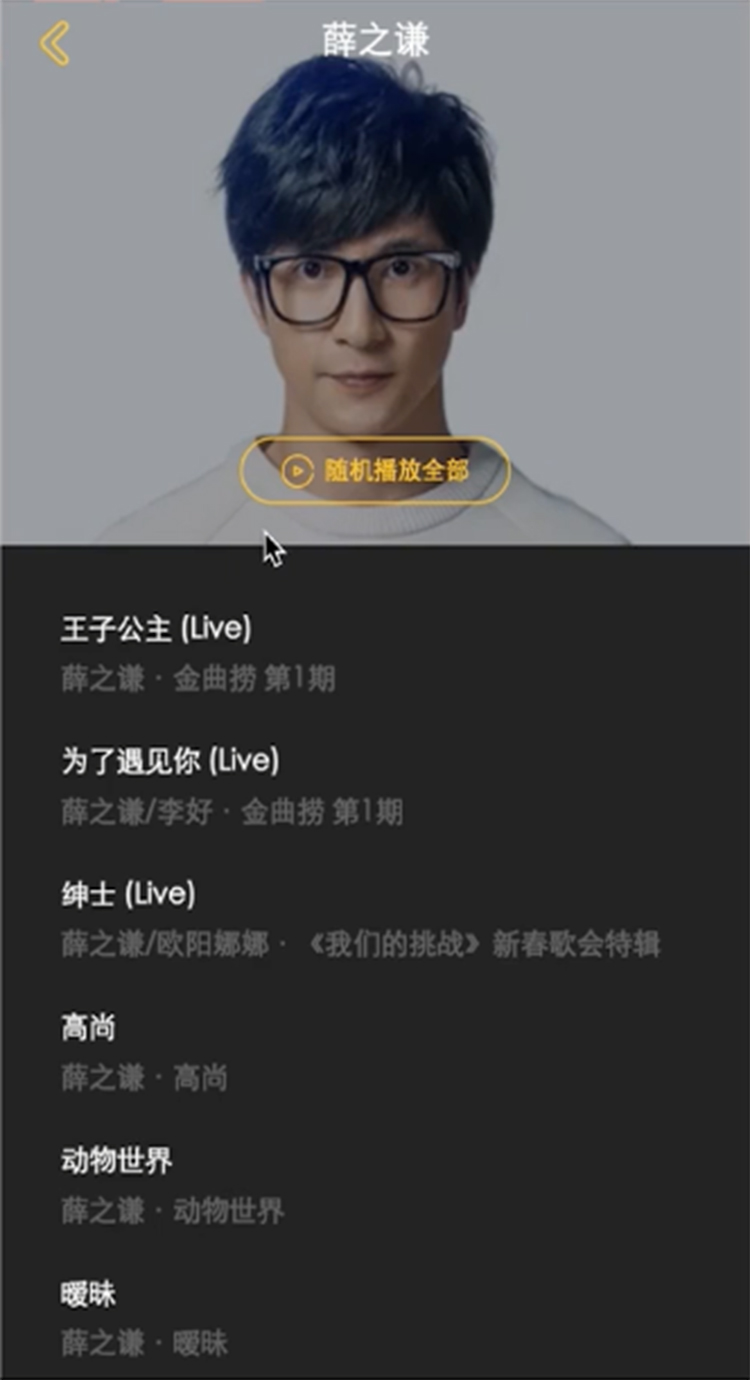 薛之谦
随机播放全部
王子公主 (Live)
薛之谦 · 金曲捞 第1期
为了遇见你 (Live)
薛之谦/李好 · 金曲捞 第1期
绅士 (Live)
薛之谦/欧阳娜娜 · 《我们的挑战》新春歌会特辑
高尚
薛之谦 · 高尚
动物世界
薛之谦 · 动物世界
暧昧
薛之谦 · 暧昧